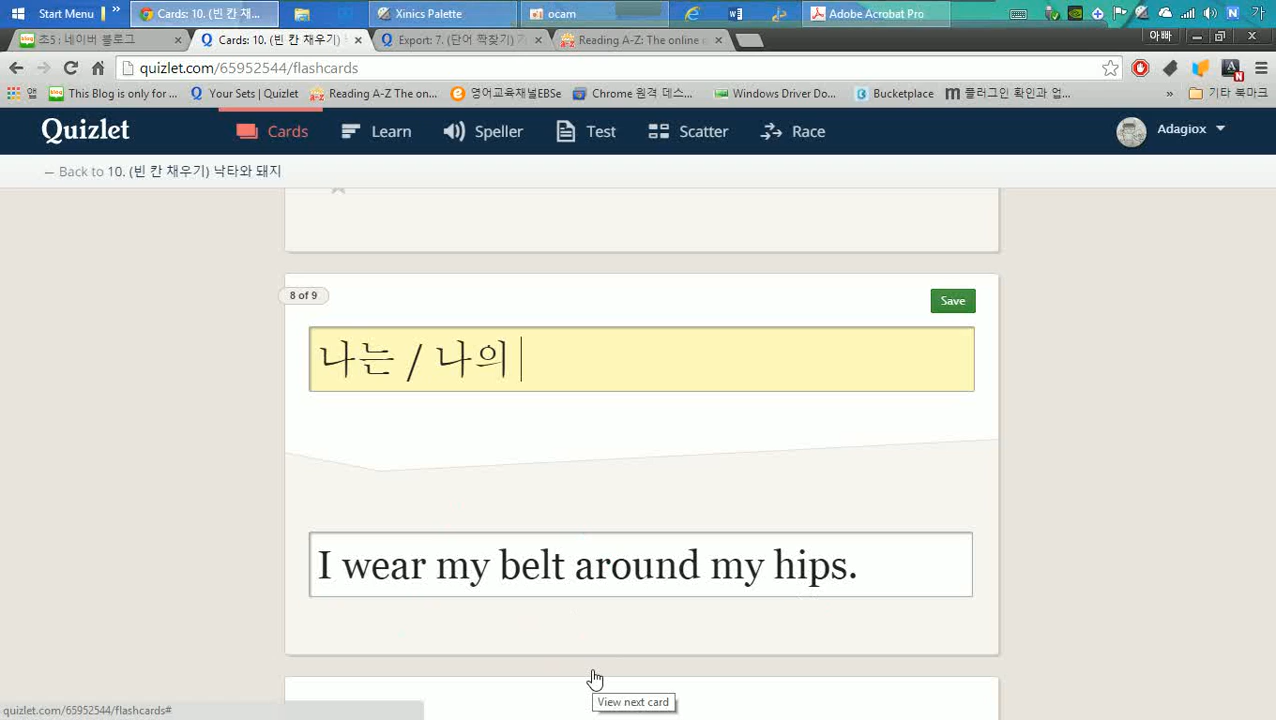 Start Menu » Cards: 10. (빈 칸 채... Xinics Palette ocam Adobe Acrobat Pro 가
초5 : 네이버 블로그 × Cards: 10. (빈 칸 채우기) × Export: 7. (단어 짝찾기) × Reading A-Z: The online × 아빠
quizlet.com/65952544/flashcards
앱 This Blog is only for ... Your Sets | Quizlet Reading A-Z The on... 영어교육채널EBSe Chrome 원격 데스... Windows Driver Do... Bucketplace 플러그인 확인과 업... » 기타 북마크
Quizlet Cards Learn Speller Test Scatter Race Adagiox
← Back to 10. (빈 칸 채우기) 낙타와 돼지
8 of 9
Save
나는 / 나의
I wear my belt around my hips.
View next card
quizlet.com/65952544/flashcards#